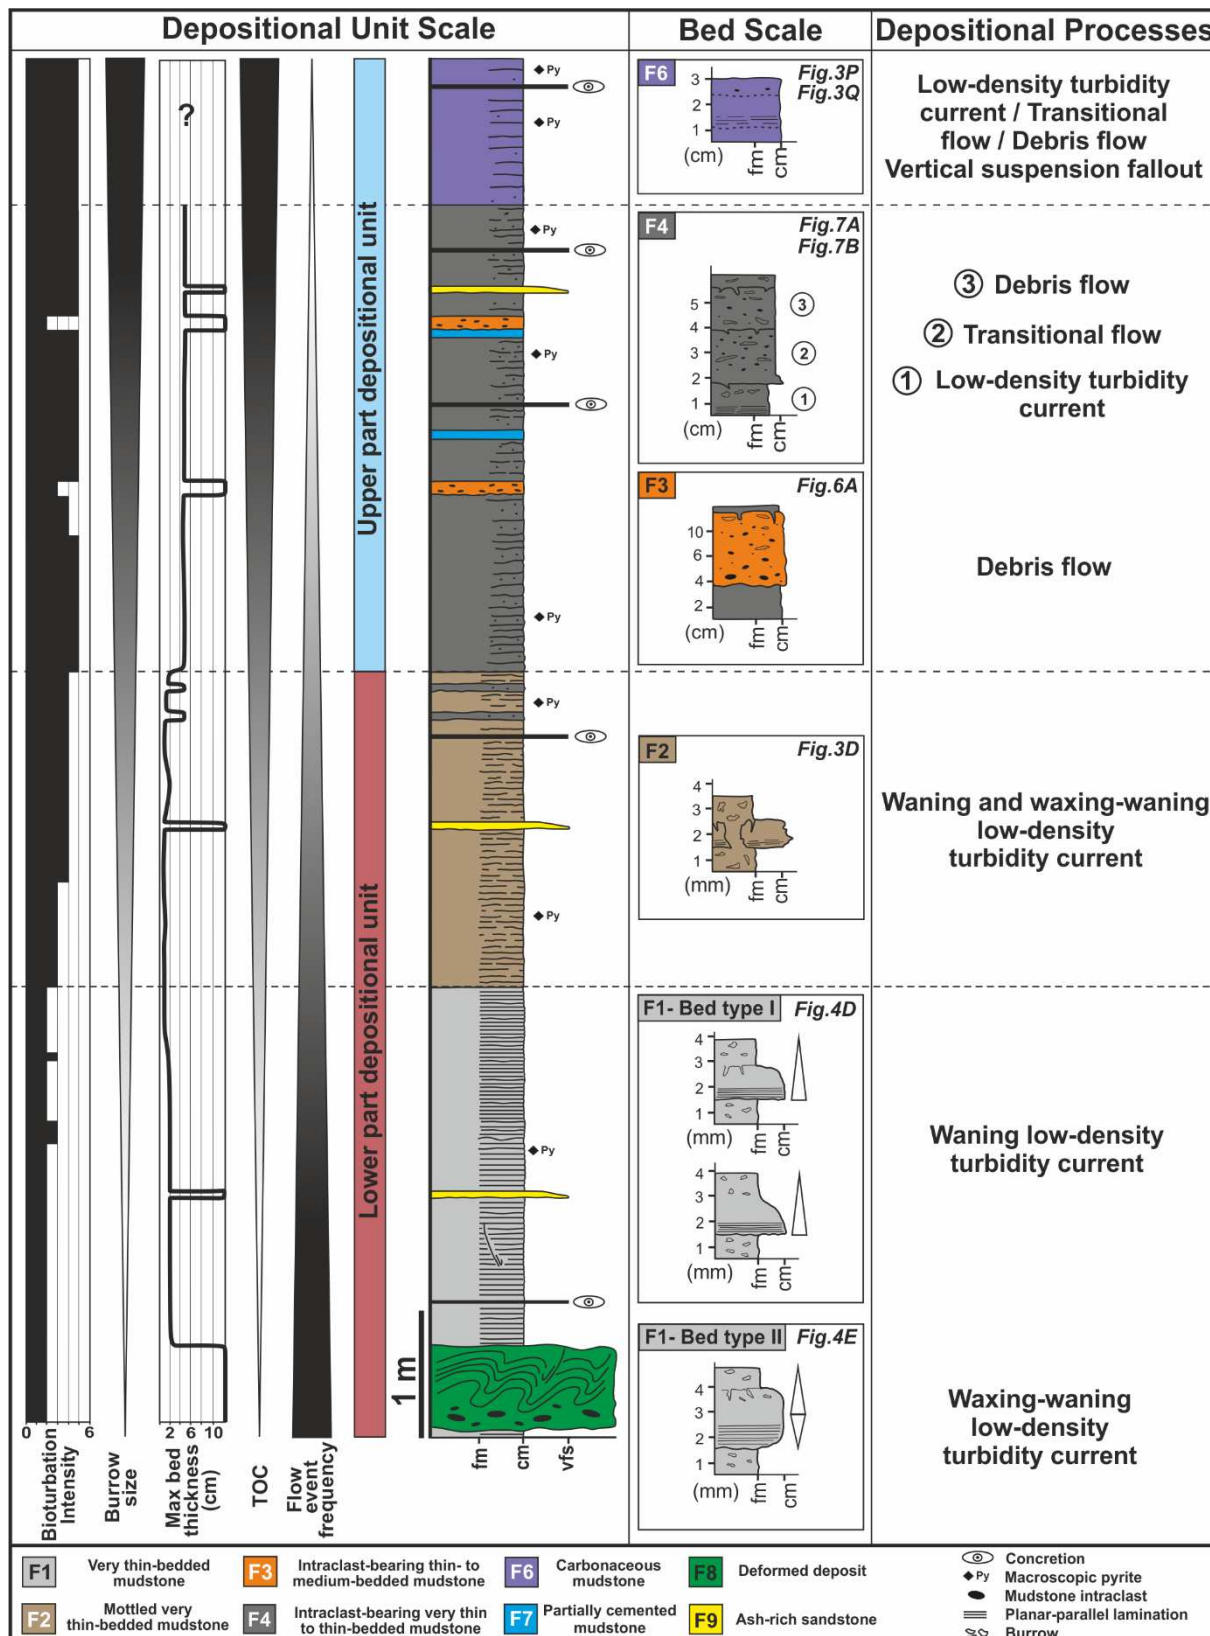 Depositional Unit Scale
Bed Scale
Depositional Processes
?
Py
Py
F6
Fig.3P
Fig.3Q
3
2
1
(cm)
fm
cm
Low-density turbidity
current / Transitional
flow / Debris flow
Vertical suspension fallout
Upper part depositional unit
Py
Py
Py
F4
Fig.7A
Fig.7B
5
4
3
2
1
(cm)
fm
cm
3
2
1
3 Debris flow
2 Transitional flow
1 Low-density turbidity
current
F3
Fig.6A
10
6
4
2
(cm)
fm
cm
Debris flow
Lower part depositional unit
Py
Py
Py
F2
Fig.3D
4
3
2
1
(mm)
fm
cm
Waning and waxing-waning
low-density
turbidity current
F1- Bed type I
Fig.4D
4
3
2
1
(mm)
fm
cm
4
3
2
1
(mm)
fm
cm
Waning low-density
turbidity current
F1- Bed type II
Fig.4E
4
3
2
1
(mm)
fm
cm
Waxing-waning
low-density
turbidity current
1 m
0 6
Bioturbation
Intensity
Burrow
size
2 6 10
Max bed
thickness
(cm)
TOC
Flow
event
frequency
fm
cm
vfs
F1 Very thin-bedded
mudstone
F2 Mottled very
thin-bedded mudstone
F3 Intraclast-bearing thin- to
medium-bedded mudstone
F4 Intraclast-bearing very thin
to thin-bedded mudstone
F6 Carbonaceous
mudstone
F7 Partially cemented
mudstone
F8 Deformed deposit
F9 Ash-rich sandstone
Concretion
Py Macroscopic pyrite
Mudstone intraclast
Planar-parallel lamination
Burrow